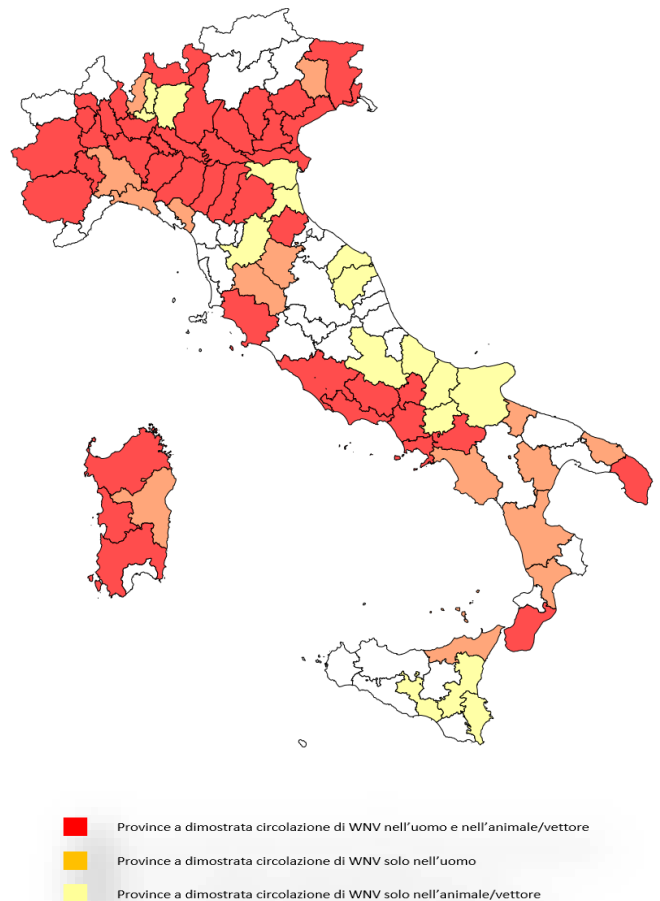 Province a dimostrata circolazione di WNV nell'uomo e nell'animale/vettore
Province a dimostrata circolazione di WNV solo nell'uomo
Province a dimostrata circolazione di WNV solo nell'animale/vettore